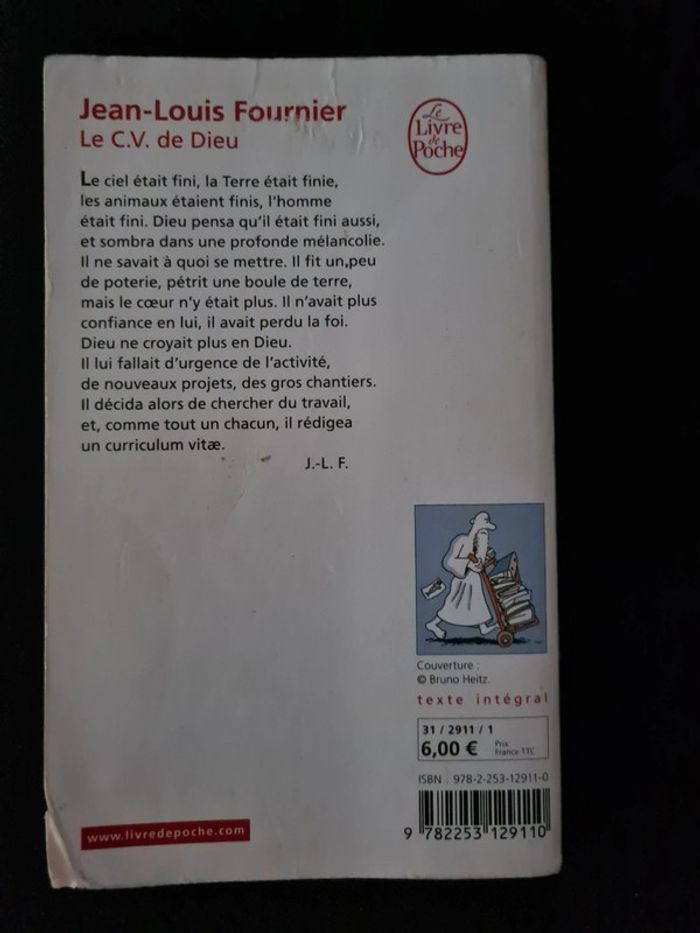 Jean-Louis Fournier
Le C.V. de Dieu
Le
Livre
de
Poche
Le ciel était fini, la Terre était finie,
les animaux étaient finis, l'homme
était fini. Dieu pensa qu'il était fini aussi,
et sombra dans une profonde mélancolie.
Il ne savait à quoi se mettre. Il fit un peu
de poterie, pétrit une boule de terre,
mais le cœur n'y était plus. Il n'avait plus
confiance en lui, il avait perdu la foi.
Dieu ne croyait plus en Dieu.
Il lui fallait d'urgence de l'activité,
de nouveaux projets, des gros chantiers.
Il décida alors de chercher du travail,
et, comme tout un chacun, il rédigea
un curriculum vitæ.
J.-L. F.
Couverture :
© Bruno Heitz.
texte intégral
31 / 2911 / 1
6,00 € Prix
France TTC
ISBN 978-2-253-12911-0
9 782253 129110
www.livredepoche.com